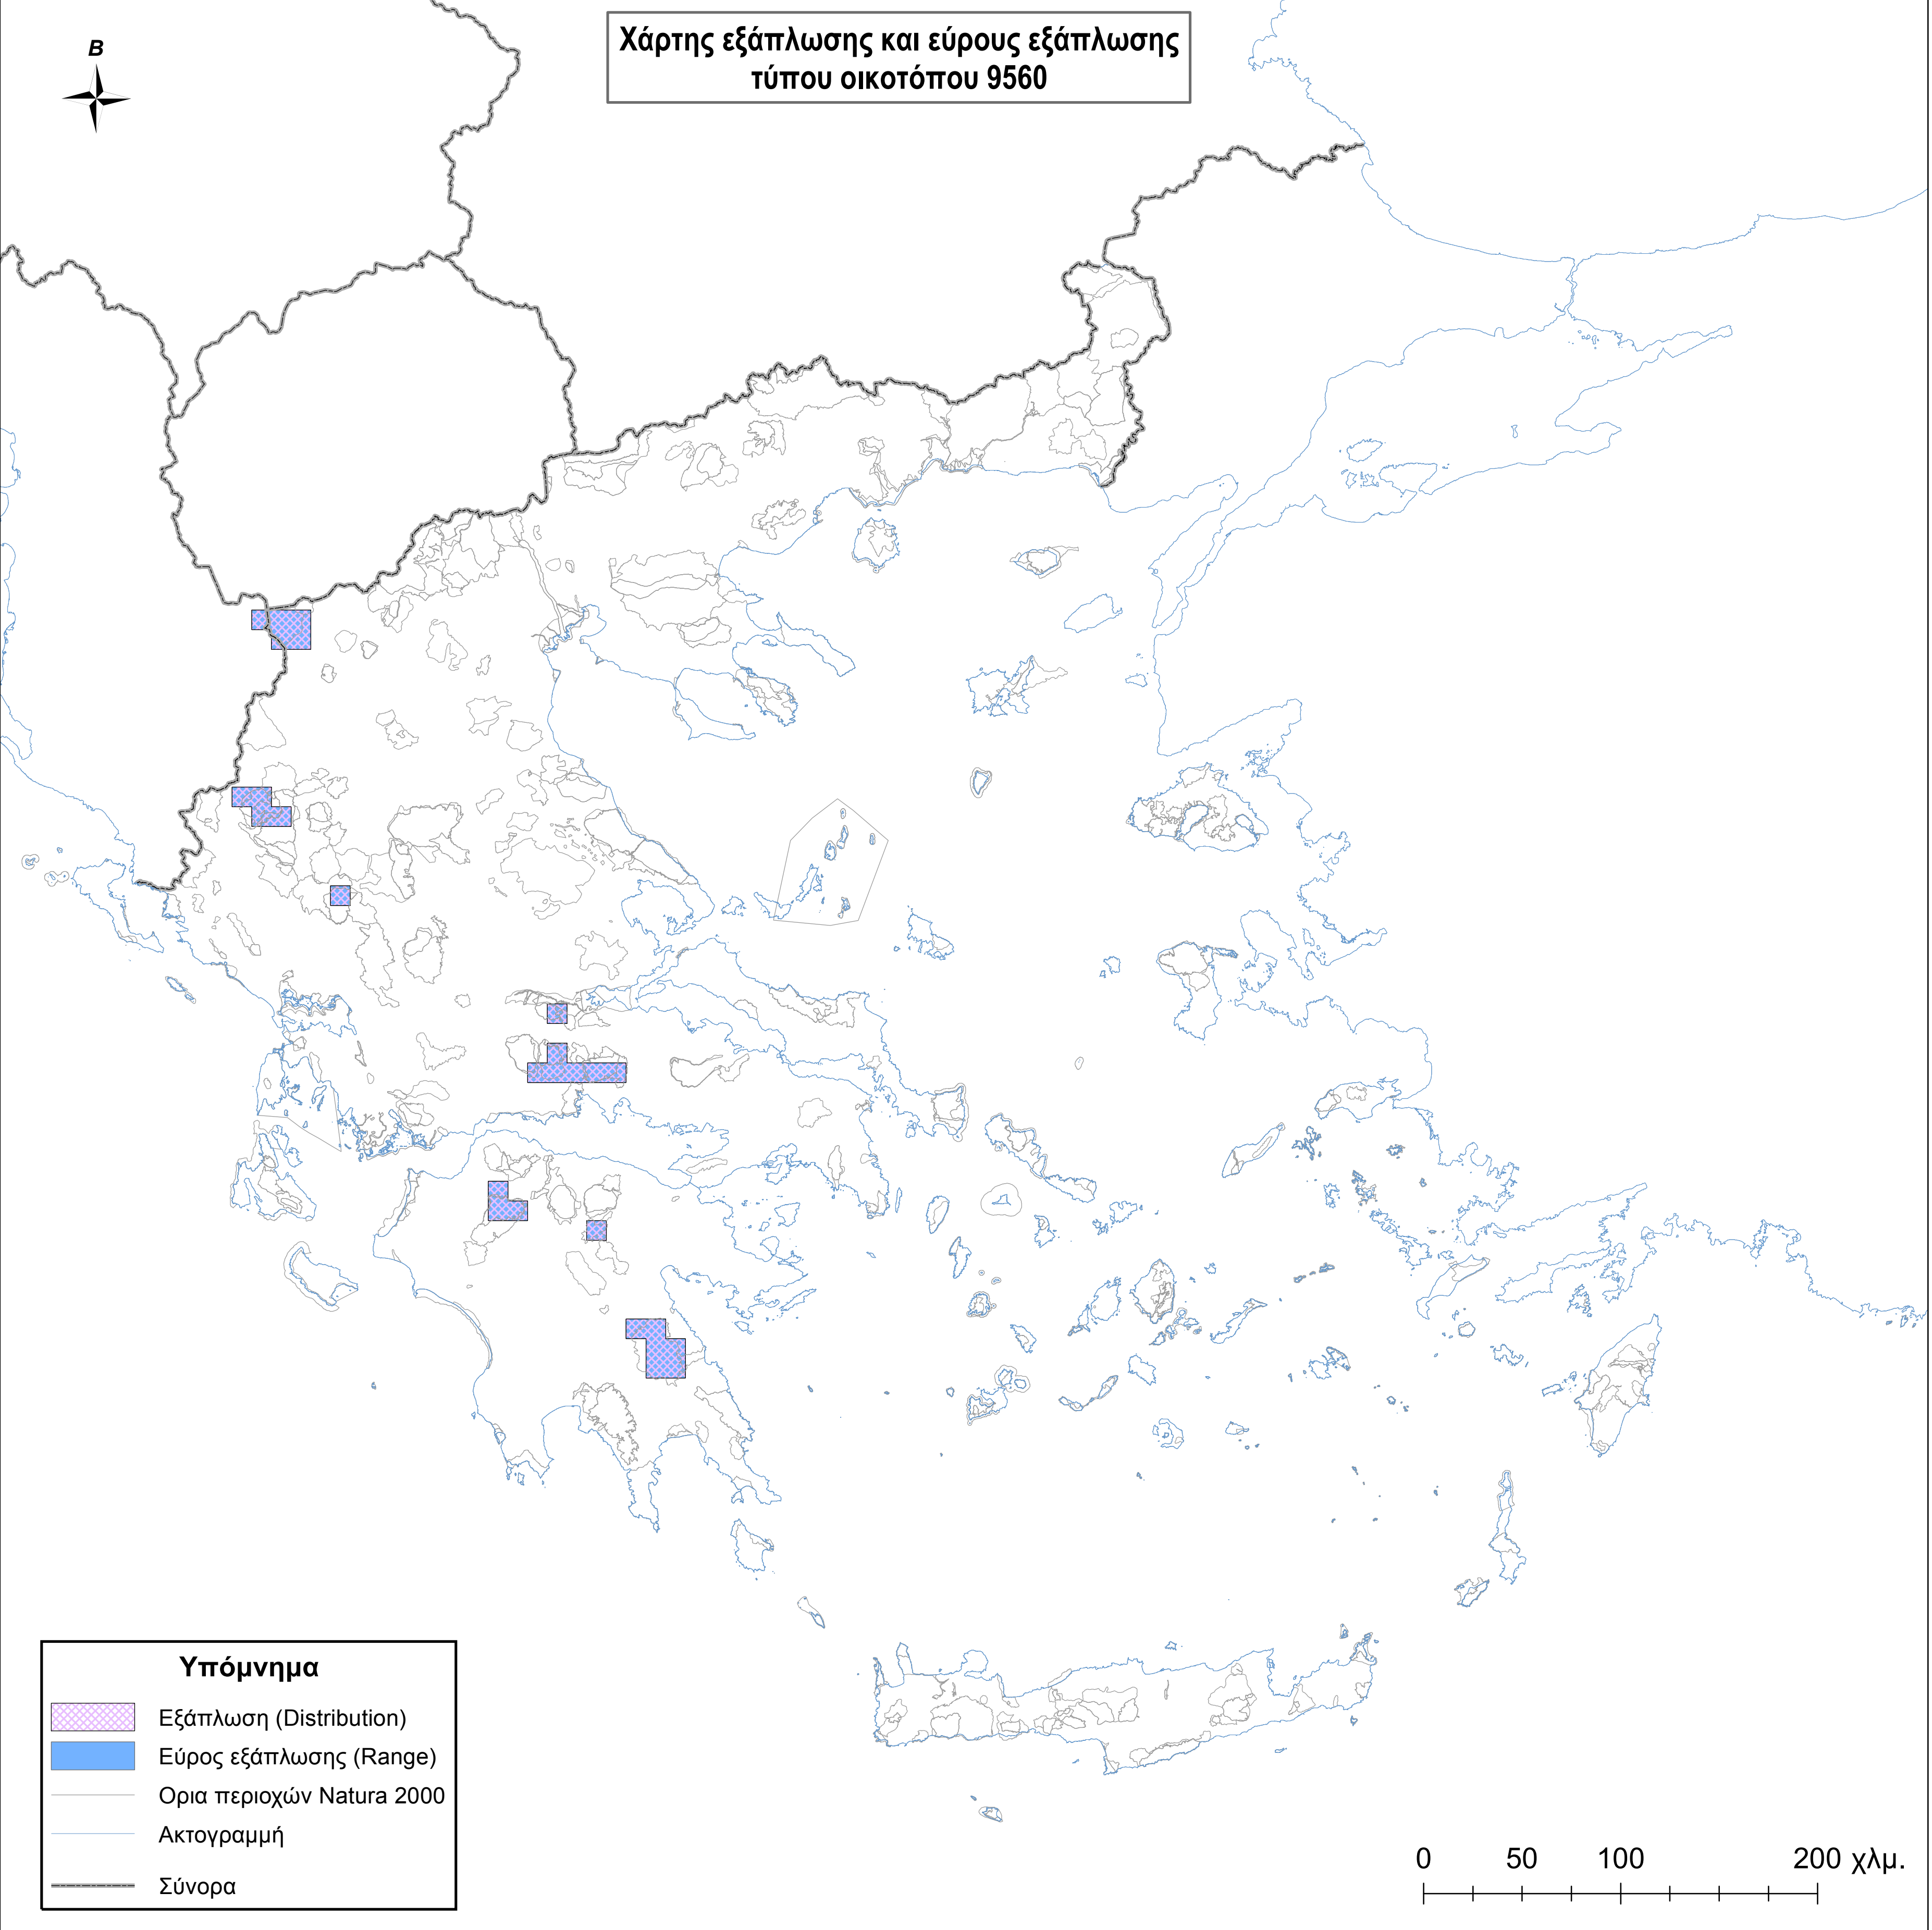 Χάρτης εξάπλωσης και εύρους εξάπλωσης
τύπου οικοτόπου 9560
Β
Υπόμνημα
Εξάπλωση (Distribution)
Εύρος εξάπλωσης (Range)
Ορια περιοχών Natura 2000
Ακτογραμμή
Σύνορα
0 50 100 200 χλμ.